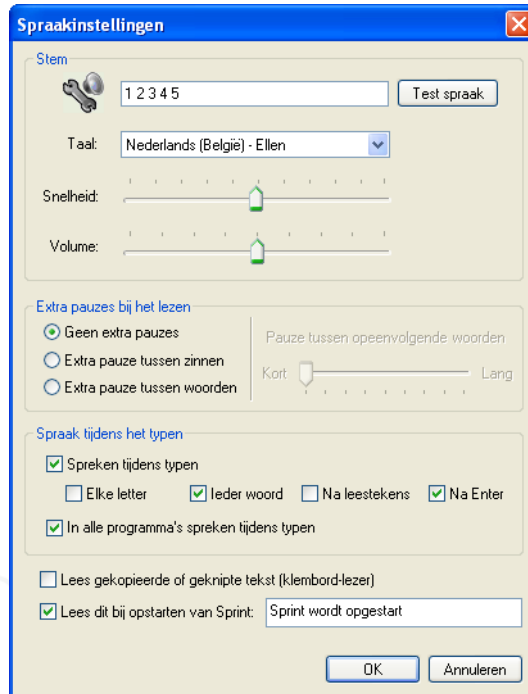 Spraakinstellingen
Stem
1 2 3 4 5
Test spraak
Taal:
Nederlands (België) - Ellen
Snelheid:
Volume:
Extra pauzes bij het lezen
Geen extra pauzes
Extra pauze tussen zinnen
Extra pauze tussen woorden
Pauze tussen opeenvolgende woorden
Kort Lang
Spraak tijdens het typen
Spreken tijdens typen
Elke letter Ieder woord Na leestekens Na Enter
In alle programma's spreken tijdens typen
Lees gekopieerde of geknipte tekst (klembord-lezer)
Lees dit bij opstarten van Sprint: Sprint wordt opgestart
OK Annuleren